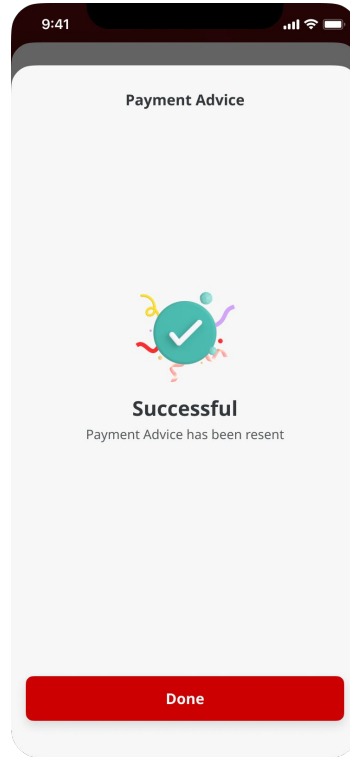 9:41
Payment Advice
Successful
Payment Advice has been resent
Done